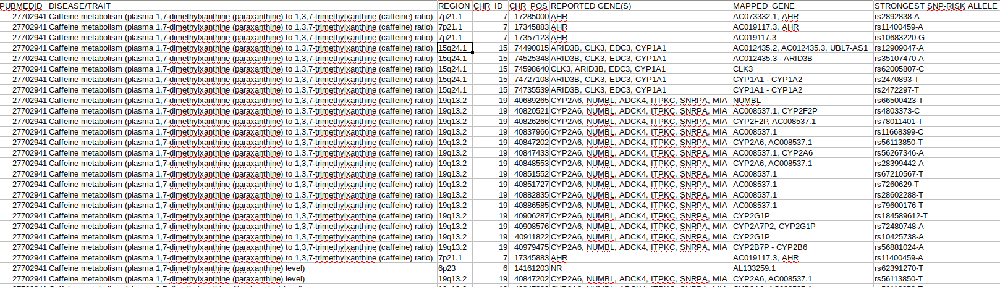 PUBMEDID DISEASE/TRAIT REGION CHR_ID CHR_POS REPORTED GENE(S) MAPPED_GENE STRONGEST SNP-RISK ALLELE
27702941 Caffeine metabolism (plasma 1,7-dimethylxanthine (paraxanthine) to 1,3,7-trimethylxanthine (caffeine) ratio) 7p21.1 7 17285000 AHR AC073332.1, AHR rs2892838-A
27702941 Caffeine metabolism (plasma 1,7-dimethylxanthine (paraxanthine) to 1,3,7-trimethylxanthine (caffeine) ratio) 7p21.1 7 17345883 AHR AC019117.3, AHR rs11400459-A
27702941 Caffeine metabolism (plasma 1,7-dimethylxanthine (paraxanthine) to 1,3,7-trimethylxanthine (caffeine) ratio) 7p21.1 7 17357123 AHR AC019117.3 rs10683220-G
27702941 Caffeine metabolism (plasma 1,7-dimethylxanthine (paraxanthine) to 1,3,7-trimethylxanthine (caffeine) ratio) 15q24.1 15 74490015 ARID3B, CLK3, EDC3, CYP1A1 AC012435.2, AC012435.3, UBL7-AS1 rs12909047-A
27702941 Caffeine metabolism (plasma 1,7-dimethylxanthine (paraxanthine) to 1,3,7-trimethylxanthine (caffeine) ratio) 15q24.1 15 74525348 ARID3B, CLK3, EDC3, CYP1A1 AC012435.3 - ARID3B rs35107470-A
27702941 Caffeine metabolism (plasma 1,7-dimethylxanthine (paraxanthine) to 1,3,7-trimethylxanthine (caffeine) ratio) 15q24.1 15 74598640 CLK3, ARID3B, EDC3, CYP1A1 CLK3 rs62005807-C
27702941 Caffeine metabolism (plasma 1,7-dimethylxanthine (paraxanthine) to 1,3,7-trimethylxanthine (caffeine) ratio) 15q24.1 15 74727108 ARID3B, CLK3, EDC3, CYP1A1 CYP1A1 - CYP1A2 rs2470893-T
27702941 Caffeine metabolism (plasma 1,7-dimethylxanthine (paraxanthine) to 1,3,7-trimethylxanthine (caffeine) ratio) 15q24.1 15 74735539 ARID3B, CLK3, EDC3, CYP1A1 CYP1A1 - CYP1A2 rs2472297-T
27702941 Caffeine metabolism (plasma 1,7-dimethylxanthine (paraxanthine) to 1,3,7-trimethylxanthine (caffeine) ratio) 19q13.2 19 40689265 CYP2A6, NUMBL, ADCK4, ITPKC, SNRPA, MIA NUMBL rs66500423-T
27702941 Caffeine metabolism (plasma 1,7-dimethylxanthine (paraxanthine) to 1,3,7-trimethylxanthine (caffeine) ratio) 19q13.2 19 40820521 CYP2A6, NUMBL, ADCK4, ITPKC, SNRPA, MIA AC008537.1, CYP2F2P rs4803373-C
27702941 Caffeine metabolism (plasma 1,7-dimethylxanthine (paraxanthine) to 1,3,7-trimethylxanthine (caffeine) ratio) 19q13.2 19 40826266 CYP2A6, NUMBL, ADCK4, ITPKC, SNRPA, MIA CYP2F2P, AC008537.1 rs78011401-T
27702941 Caffeine metabolism (plasma 1,7-dimethylxanthine (paraxanthine) to 1,3,7-trimethylxanthine (caffeine) ratio) 19q13.2 19 40837966 CYP2A6, NUMBL, ADCK4, ITPKC, SNRPA, MIA AC008537.1 rs11668399-C
27702941 Caffeine metabolism (plasma 1,7-dimethylxanthine (paraxanthine) to 1,3,7-trimethylxanthine (caffeine) ratio) 19q13.2 19 40847202 CYP2A6, NUMBL, ADCK4, ITPKC, SNRPA, MIA CYP2A6, AC008537.1 rs56113850-T
27702941 Caffeine metabolism (plasma 1,7-dimethylxanthine (paraxanthine) to 1,3,7-trimethylxanthine (caffeine) ratio) 19q13.2 19 40847433 CYP2A6, NUMBL, ADCK4, ITPKC, SNRPA, MIA AC008537.1, CYP2A6 rs56267346-A
27702941 Caffeine metabolism (plasma 1,7-dimethylxanthine (paraxanthine) to 1,3,7-trimethylxanthine (caffeine) ratio) 19q13.2 19 40848553 CYP2A6, NUMBL, ADCK4, ITPKC, SNRPA, MIA CYP2A6, AC008537.1 rs28399442-A
27702941 Caffeine metabolism (plasma 1,7-dimethylxanthine (paraxanthine) to 1,3,7-trimethylxanthine (caffeine) ratio) 19q13.2 19 40851552 CYP2A6, NUMBL, ADCK4, ITPKC, SNRPA, MIA AC008537.1 rs67210567-T
27702941 Caffeine metabolism (plasma 1,7-dimethylxanthine (paraxanthine) to 1,3,7-trimethylxanthine (caffeine) ratio) 19q13.2 19 40851727 CYP2A6, NUMBL, ADCK4, ITPKC, SNRPA, MIA AC008537.1 rs7260629-T
27702941 Caffeine metabolism (plasma 1,7-dimethylxanthine (paraxanthine) to 1,3,7-trimethylxanthine (caffeine) ratio) 19q13.2 19 40882835 CYP2A6, NUMBL, ADCK4, ITPKC, SNRPA, MIA AC008537.1 rs28602288-T
27702941 Caffeine metabolism (plasma 1,7-dimethylxanthine (paraxanthine) to 1,3,7-trimethylxanthine (caffeine) ratio) 19q13.2 19 40886585 CYP2A6, NUMBL, ADCK4, ITPKC, SNRPA, MIA AC008537.1 rs79600176-T
27702941 Caffeine metabolism (plasma 1,7-dimethylxanthine (paraxanthine) to 1,3,7-trimethylxanthine (caffeine) ratio) 19q13.2 19 40906287 CYP2A6, NUMBL, ADCK4, ITPKC, SNRPA, MIA CYP2G1P rs184589612-T
27702941 Caffeine metabolism (plasma 1,7-dimethylxanthine (paraxanthine) to 1,3,7-trimethylxanthine (caffeine) ratio) 19q13.2 19 40908576 CYP2A6, NUMBL, ADCK4, ITPKC, SNRPA, MIA CYP2A7P2, CYP2G1P rs72480748-A
27702941 Caffeine metabolism (plasma 1,7-dimethylxanthine (paraxanthine) to 1,3,7-trimethylxanthine (caffeine) ratio) 19q13.2 19 40911822 CYP2A6, NUMBL, ADCK4, ITPKC, SNRPA, MIA CYP2G1P rs10425738-A
27702941 Caffeine metabolism (plasma 1,7-dimethylxanthine (paraxanthine) to 1,3,7-trimethylxanthine (caffeine) ratio) 19q13.2 19 40979475 CYP2A6, NUMBL, ADCK4, ITPKC, SNRPA, MIA CYP2B7P - CYP2B6 rs56881024-A
27702941 Caffeine metabolism (plasma 1,7-dimethylxanthine (paraxanthine) to 1,3,7-trimethylxanthine (caffeine) ratio) 7p21.1 7 17345883 AHR AC019117.3, AHR rs11400459-A
27702941 Caffeine metabolism (plasma 1,7-dimethylxanthine (paraxanthine) level) 6p23 6 14161203 NR AL133259.1 rs62391270-T
27702941 Caffeine metabolism (plasma 1,7-dimethylxanthine (paraxanthine) level) 19q13.2 19 40847202 CYP2A6, NUMBL, ADCK4, ITPKC, SNRPA, MIA CYP2A6, AC008537.1 rs56113850-T